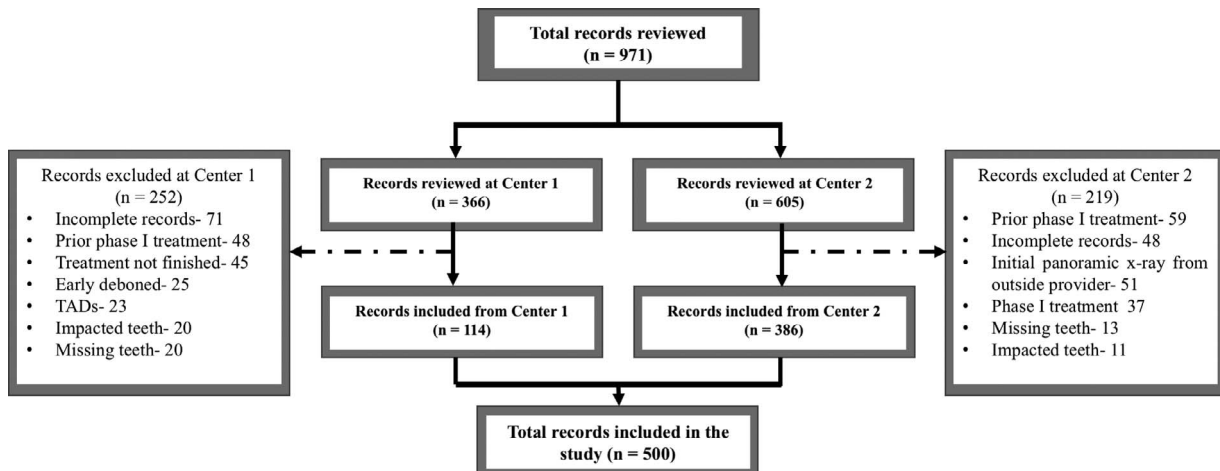 Total records reviewed
(n = 971)
Records excluded at Center 1
(n = 252)
• Incomplete records- 71
• Prior phase I treatment- 48
• Treatment not finished- 45
• Early deboned- 25
• TADs- 23
• Impacted teeth- 20
• Missing teeth- 20
Records reviewed at Center 1
(n = 366)
Records reviewed at Center 2
(n = 605)
Records excluded at Center 2
(n = 219)
• Prior phase I treatment- 59
• Incomplete records- 48
• Initial panoramic x-ray from
outside provider- 51
• Phase I treatment 37
• Missing teeth- 13
• Impacted teeth- 11
Records included from Center 1
(n = 114)
Records included from Center 2
(n = 386)
Total records included in the
study (n = 500)